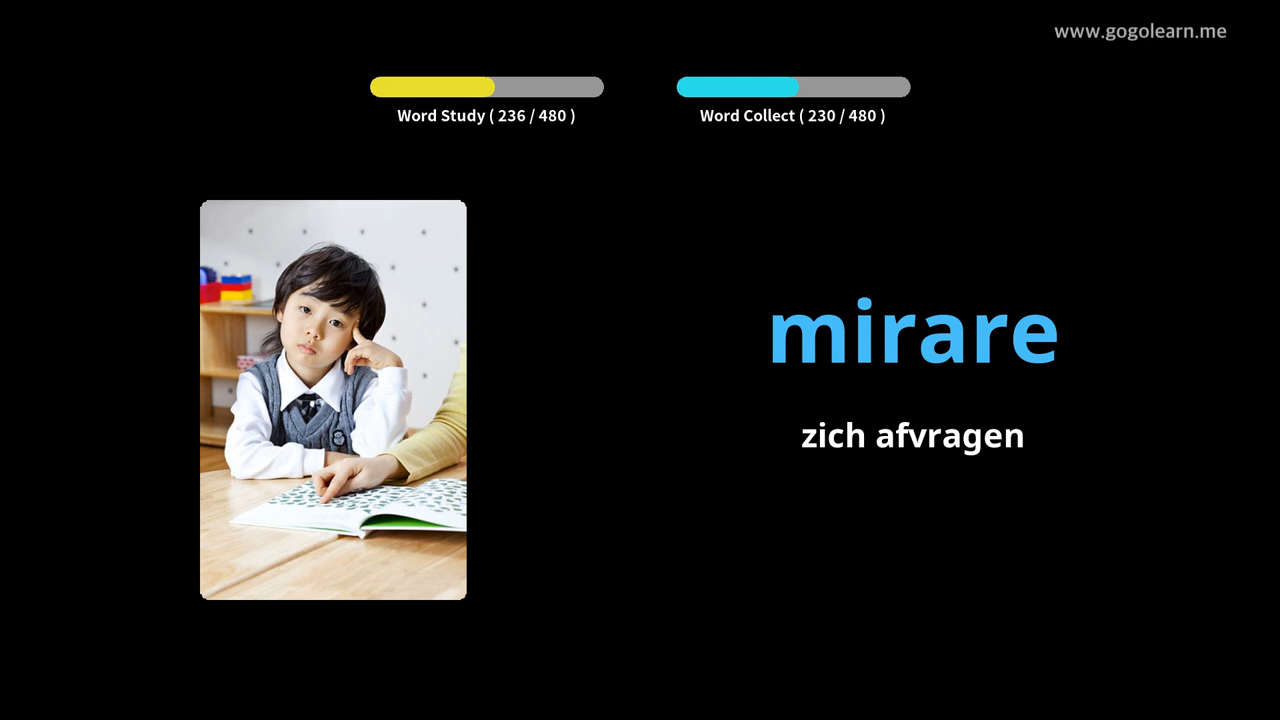 www.gogolearn.me
Word Study ( 236 / 480 )
Word Collect ( 230 / 480 )
mirare
zich afvragen